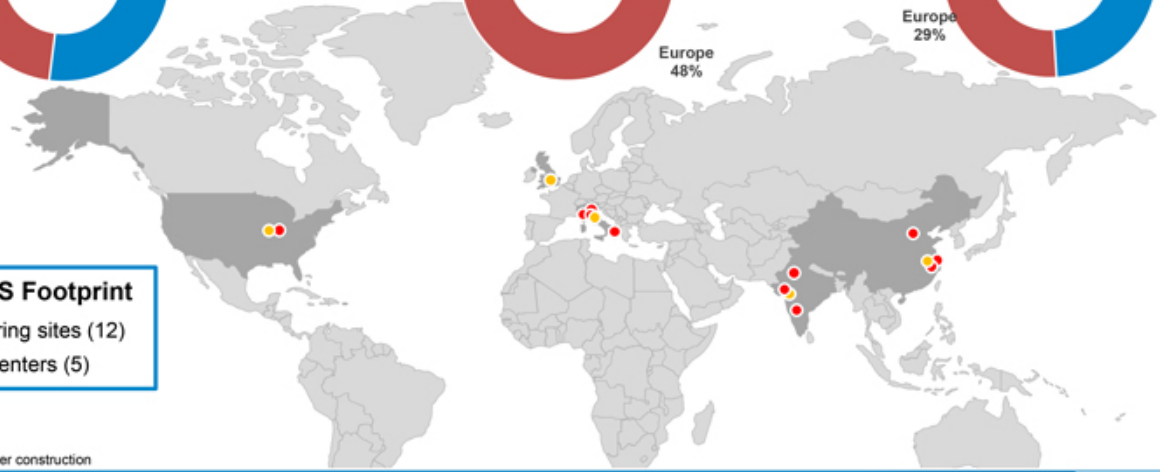 Europe
29%
Europe
48%
S Footprint
ring sites (12)
enters (5)
er construction